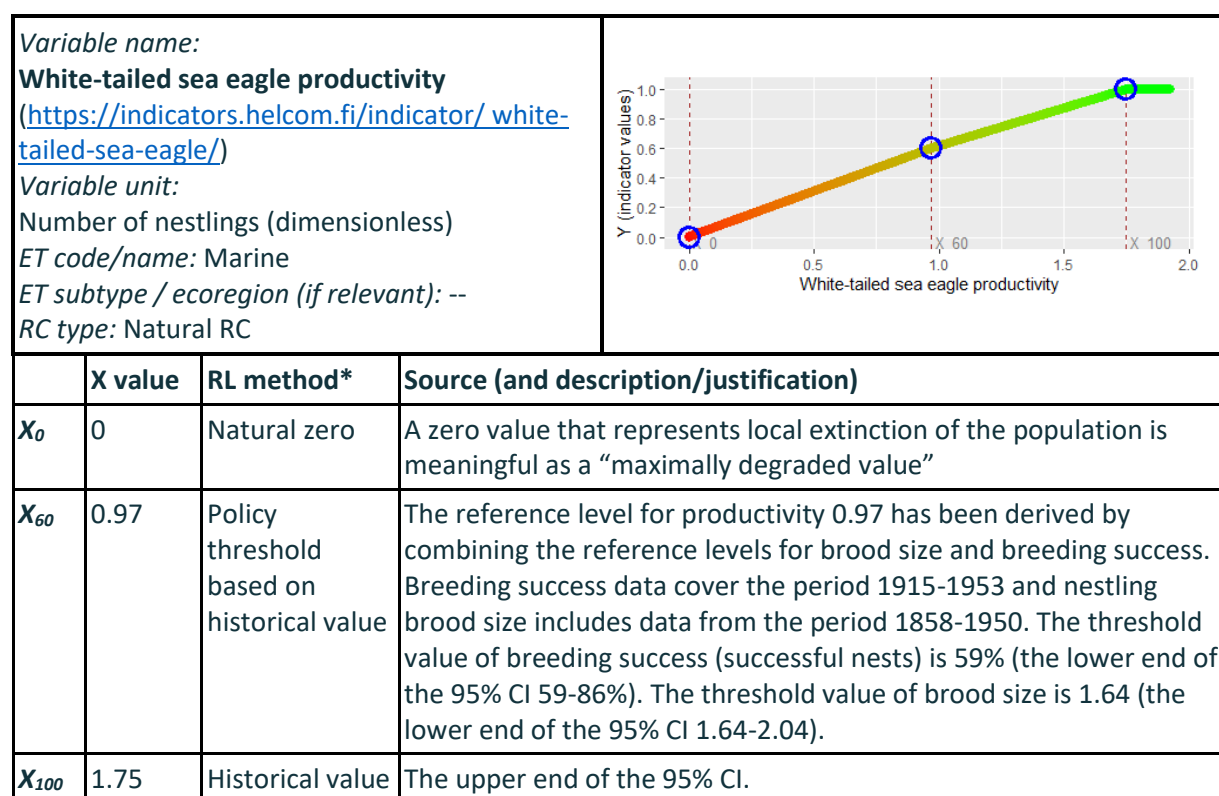 Variable name:
White-tailed sea eagle productivity
(https://indicators.helcom.fi/indicator/ white-
tailed-sea-eagle/)
Variable unit:
Number of nestlings (dimensionless)
ET code/name: Marine
ET subtype / ecoregion (if relevant): --
RC type: Natural RC
Y (indicator values)
1.0
0.8
0.6
0.4
0.2
0.0
X 0
X 60
X 100
0.0 0.5 1.0 1.5 2.0
White-tailed sea eagle productivity
X value RL method* Source (and description/justification)
X0 0 Natural zero A zero value that represents local extinction of the population is
meaningful as a “maximally degraded value”
X60 0.97 Policy The reference level for productivity 0.97 has been derived by
threshold combining the reference levels for brood size and breeding success.
based on Breeding success data cover the period 1915-1953 and nestling
historical value brood size includes data from the period 1858-1950. The threshold
value of breeding success (successful nests) is 59% (the lower end of
the 95% CI 59-86%). The threshold value of brood size is 1.64 (the
lower end of the 95% CI 1.64-2.04).
X100 1.75 Historical value The upper end of the 95% CI.